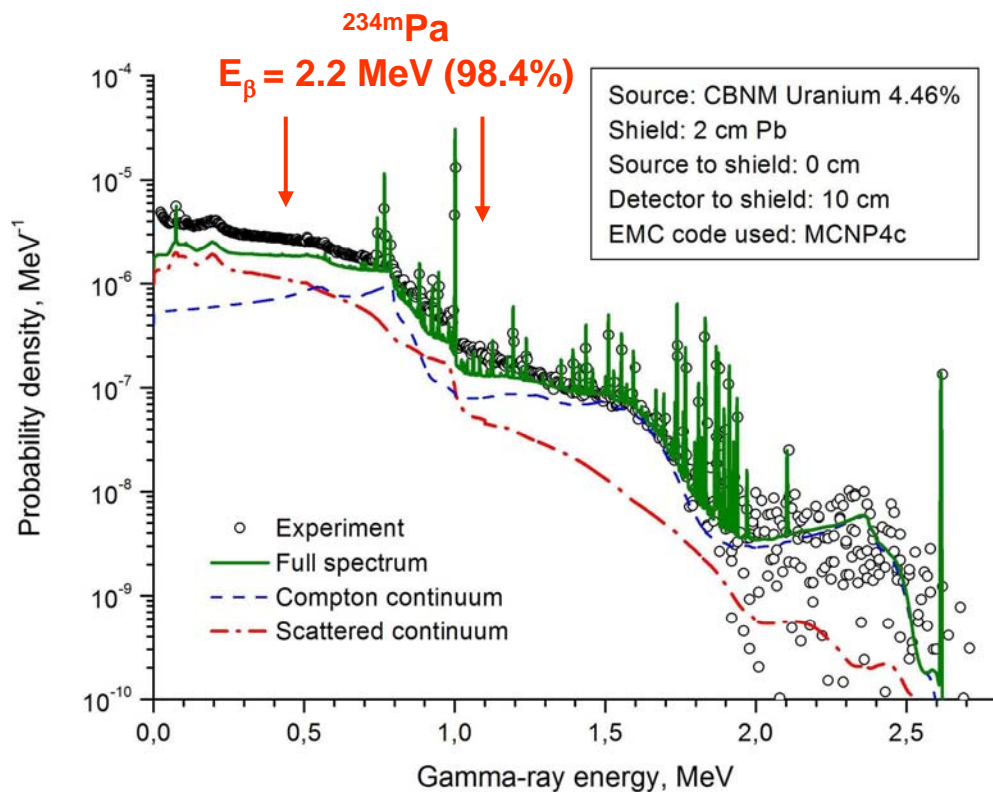 ²³⁴ᵐPa
Eᵦ = 2.2 MeV (98.4%)
Source: CBNM Uranium 4.46%
Shield: 2 cm Pb
Source to shield: 0 cm
Detector to shield: 10 cm
EMC code used: MCNP4c
Probability density, MeV⁻¹
10⁻⁴
10⁻⁵
10⁻⁶
10⁻⁷
10⁻⁸
10⁻⁹
10⁻¹⁰
Experiment
Full spectrum
Compton continuum
Scattered continuum
0,0 0,5 1,0 1,5 2,0 2,5
Gamma-ray energy, MeV